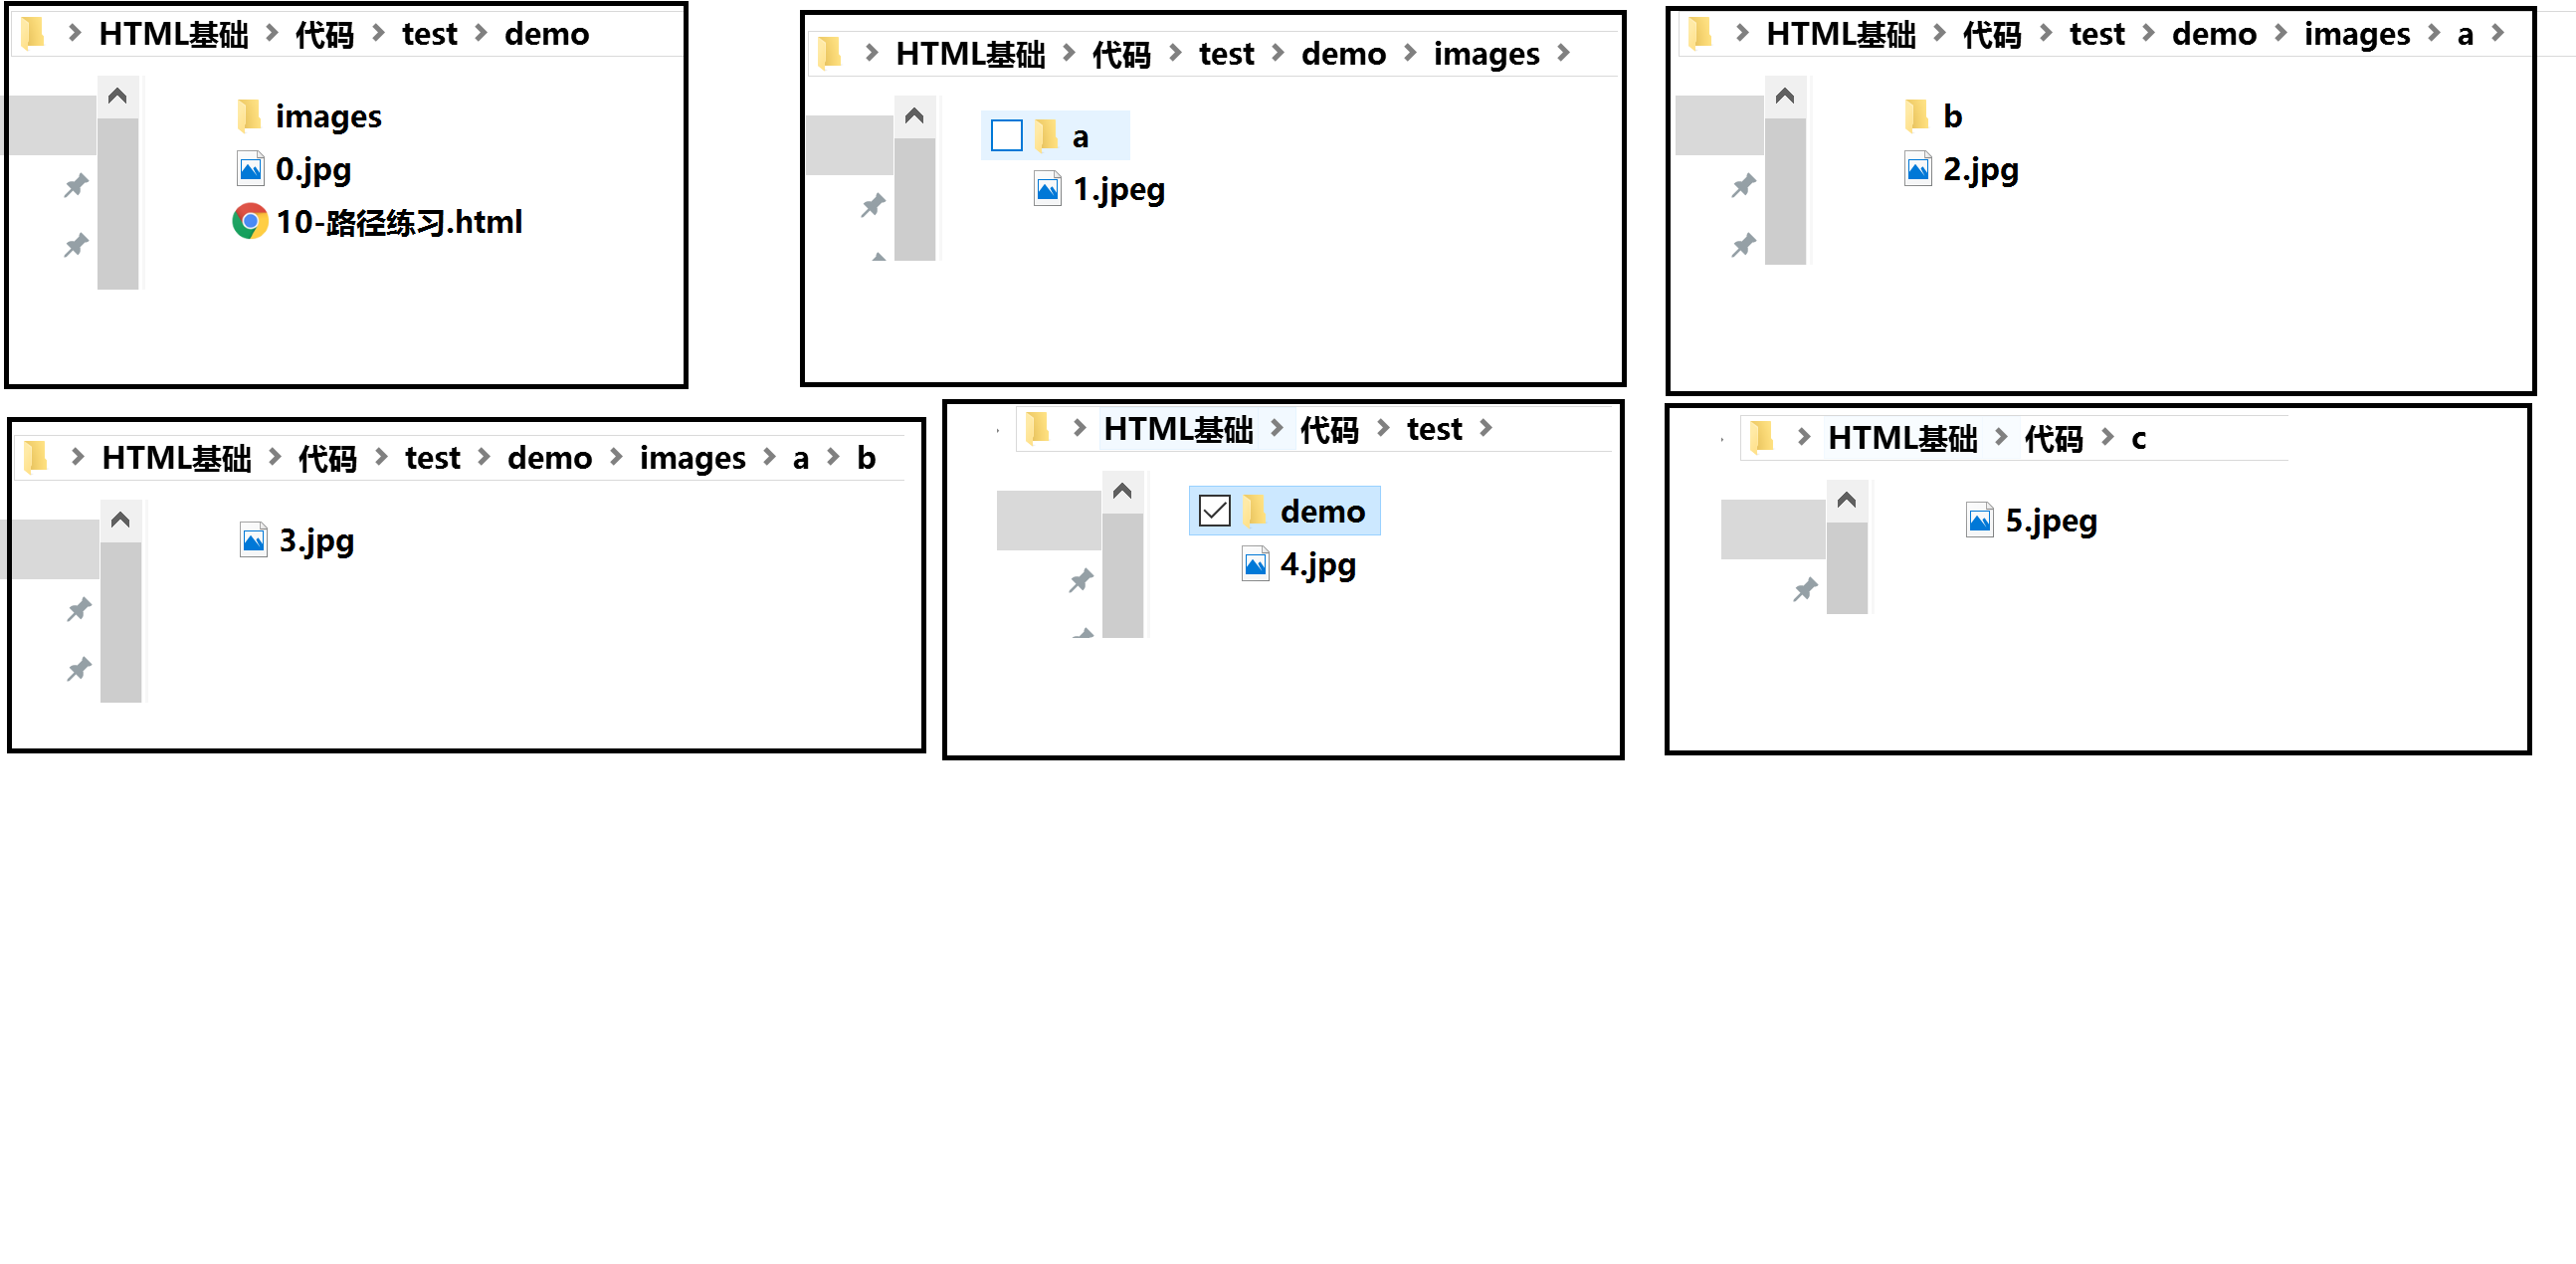 HTML基础 > 代码 > test > demo
images
0.jpg
10-路径练习.html
HTML基础 > 代码 > test > demo > images >
a
1.jpeg
HTML基础 > 代码 > test > demo > images > a >
b
2.jpg
HTML基础 > 代码 > test > demo > images > a > b
3.jpg
HTML基础 > 代码 > test >
demo
4.jpg
HTML基础 > 代码 > c
5.jpeg